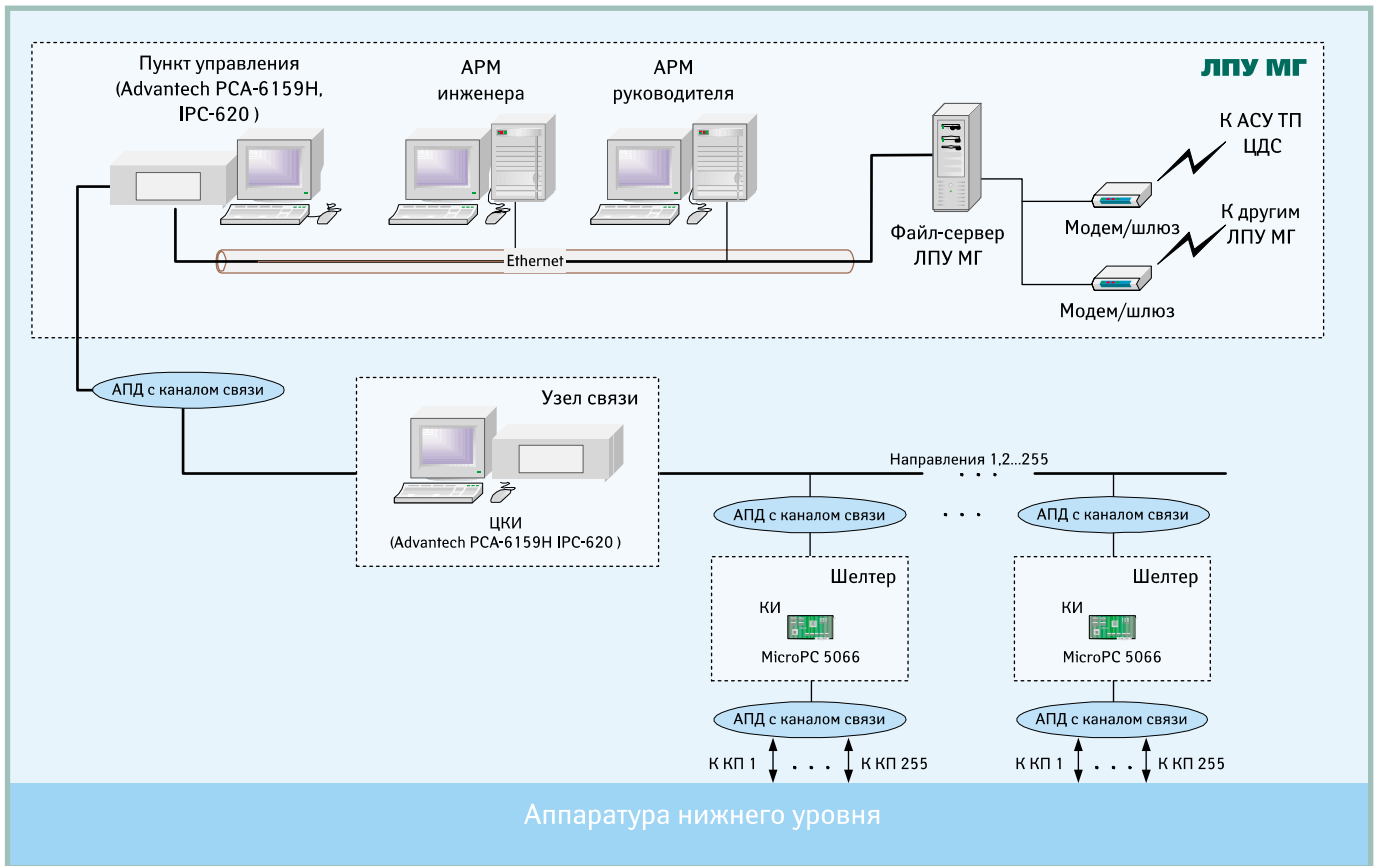 Пункт управления
(Advantech PCA-6159H,
IPC-620 )
АРМ
инженера
АРМ
руководителя
ЛПУ МГ
К АСУ ТП
ЦДС
Модем/шлюз
К другим
ЛПУ МГ
Файл-сервер
ЛПУ МГ
Ethernet
Модем/шлюз
АПД с каналом связи
Узел связи
ЦКИ
(Advantech PCA-6159H IPC-620 )
Направления 1,2...255
. . .
АПД с каналом связи
. . .
АПД с каналом связи
Шелтер
КИ
MicroPC 5066
Шелтер
КИ
MicroPC 5066
АПД с каналом связи
АПД с каналом связи
К КП 1 . . . К КП 255
К КП 1 . . . К КП 255
Аппаратура нижнего уровня